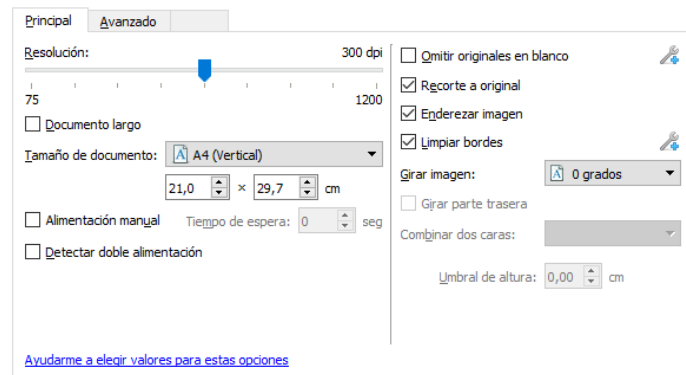 Principal Avanzado
Resolución: 300 dpi
75 1200
Documento largo
Tamaño de documento: A4 (Vertical)
21,0 × 29,7 cm
Alimentación manual Tiempo de espera: 0 seg
Detectar doble alimentación
Omitir originales en blanco
Recorte a original
Enderezar imagen
Limpiar bordes
Girar imagen: 0 grados
Girar parte trasera
Combinar dos caras:
Umbral de altura: 0,00 cm
Ayudarme a elegir valores para estas opciones